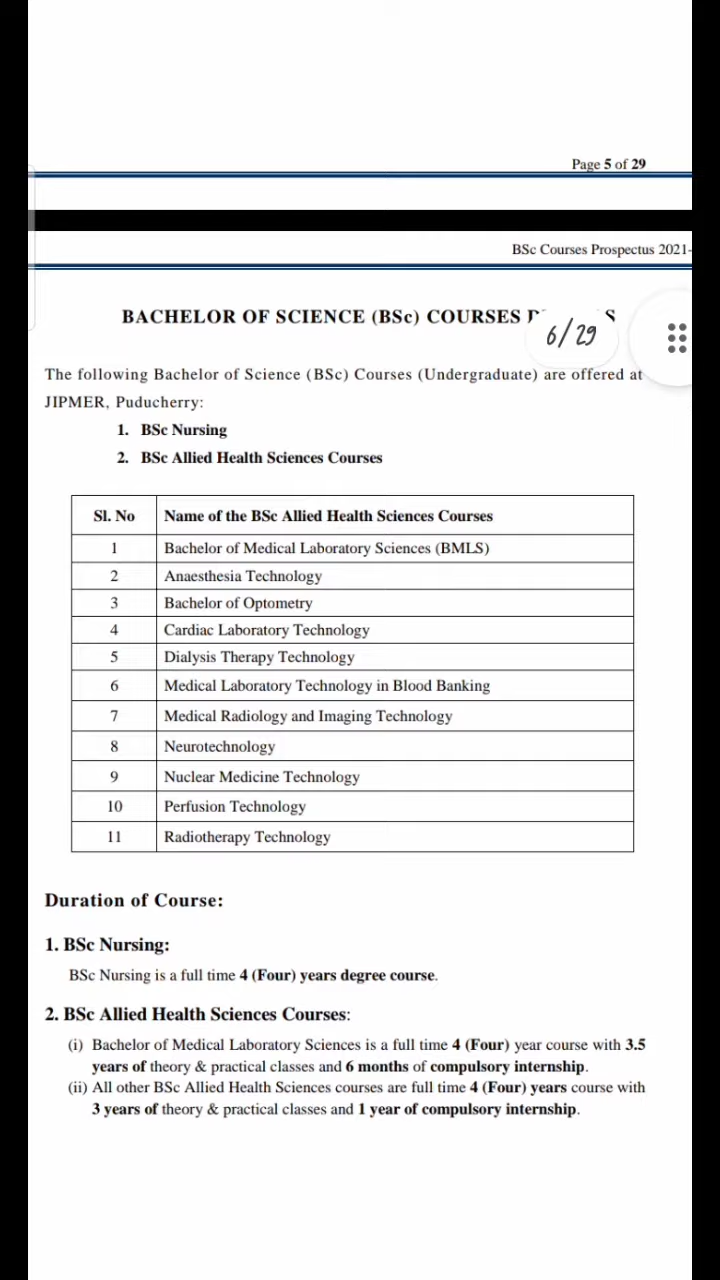 Page 5 of 29
BSc Courses Prospectus 2021-
BACHELOR OF SCIENCE (BSc) COURSES
6/29
The following Bachelor of Science (BSc) Courses (Undergraduate) are offered at
JIPMER, Puducherry:
1. BSc Nursing
2. BSc Allied Health Sciences Courses
Sl. No Name of the BSc Allied Health Sciences Courses
1 Bachelor of Medical Laboratory Sciences (BMLS)
2 Anaesthesia Technology
3 Bachelor of Optometry
4 Cardiac Laboratory Technology
5 Dialysis Therapy Technology
6 Medical Laboratory Technology in Blood Banking
7 Medical Radiology and Imaging Technology
8 Neurotechnology
9 Nuclear Medicine Technology
10 Perfusion Technology
11 Radiotherapy Technology
Duration of Course:
1. BSc Nursing:
BSc Nursing is a full time 4 (Four) years degree course.
2. BSc Allied Health Sciences Courses:
(i) Bachelor of Medical Laboratory Sciences is a full time 4 (Four) year course with 3.5
years of theory & practical classes and 6 months of compulsory internship.
(ii) All other BSc Allied Health Sciences courses are full time 4 (Four) years course with
3 years of theory & practical classes and 1 year of compulsory internship.